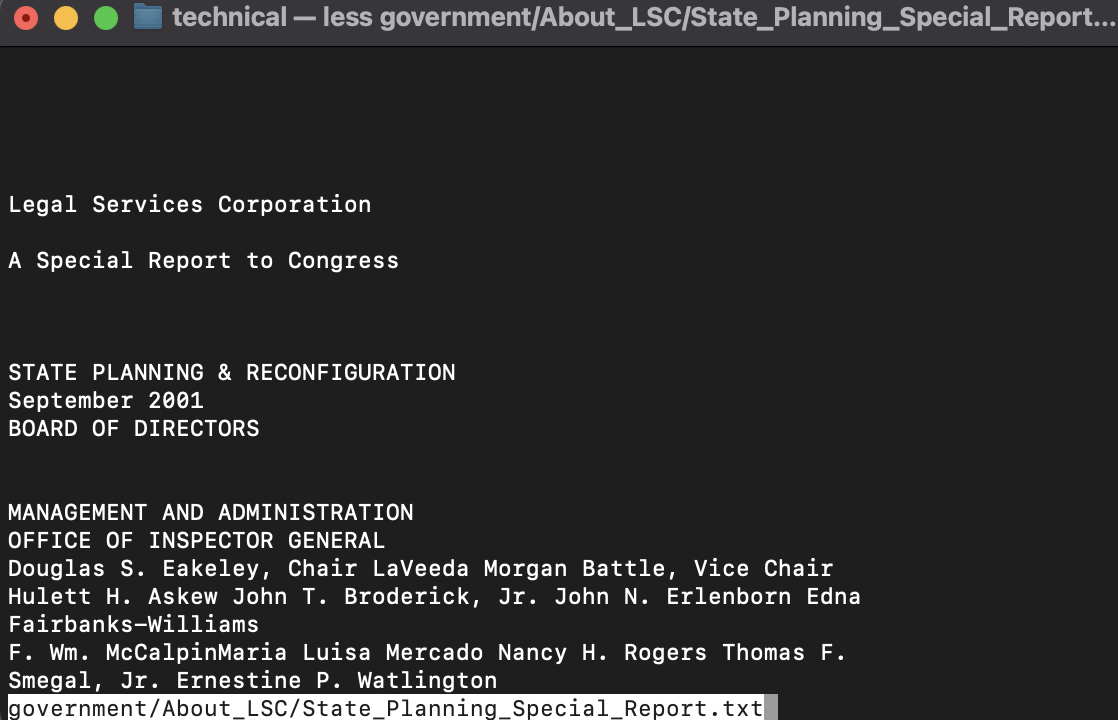 technical — less government/About_LSC/State_Planning_Special_Report...
Legal Services Corporation
A Special Report to Congress
STATE PLANNING & RECONFIGURATION
September 2001
BOARD OF DIRECTORS
MANAGEMENT AND ADMINISTRATION
OFFICE OF INSPECTOR GENERAL
Douglas S. Eakeley, Chair LaVeeda Morgan Battle, Vice Chair
Hulett H. Askew John T. Broderick, Jr. John N. Erlenborn Edna
Fairbanks-Williams
F. Wm. McCalpinMaria Luisa Mercado Nancy H. Rogers Thomas F.
Smegal, Jr. Ernestine P. Watlington
government/About_LSC/State_Planning_Special_Report.txt